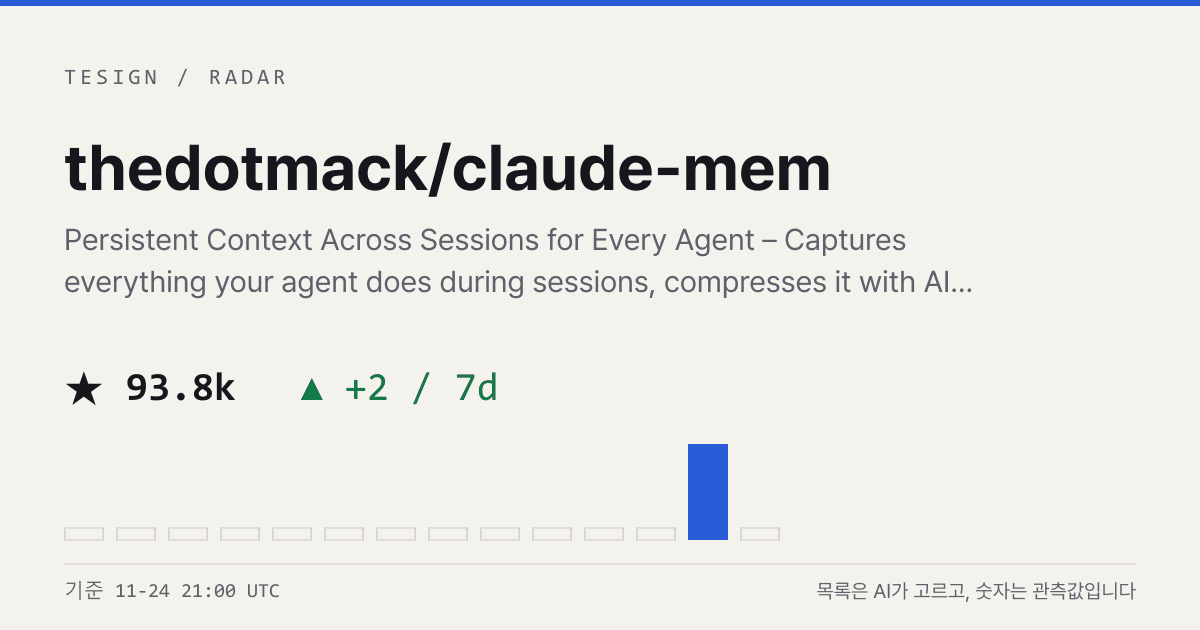 TESIGN / RADAR
thedotmack/claude-mem
Persistent Context Across Sessions for Every Agent – Captures
everything your agent does during sessions, compresses it with AI…
★ 93.8k ▲ +2 / 7d
기준 11-24 21:00 UTC
목록은 AI가 고르고, 숫자는 관측값입니다